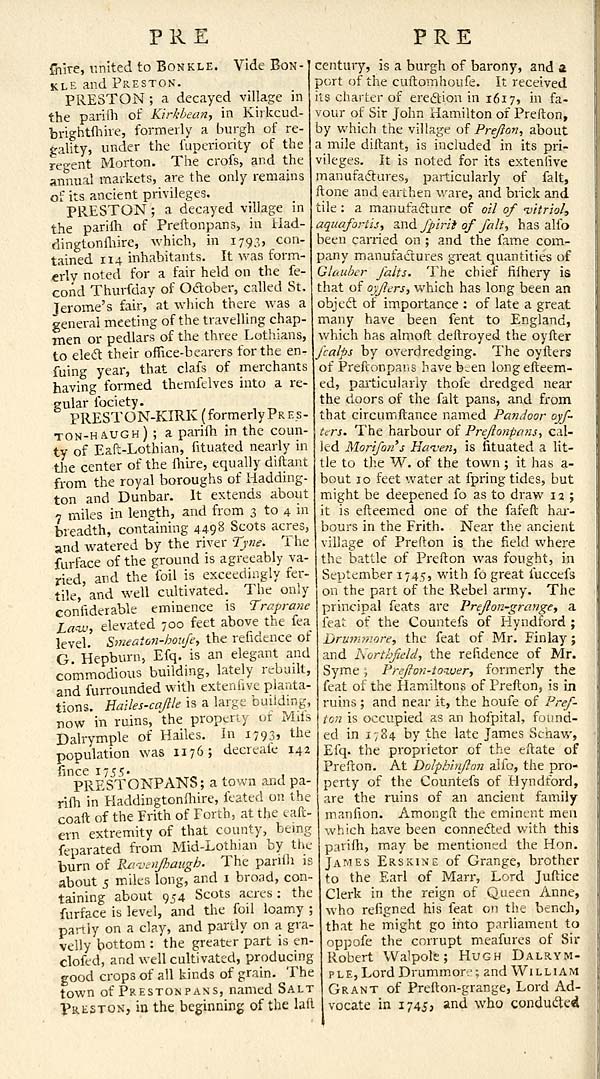 PRE
ſhire, united to BONKLE. Vide BON-
KLE and PRESTON.
PRESTON; a decayed village in
the pariſh of Kirkbean, in Kirkcud-
brightſhire, formerly a burgh of re-
gality, under the ſuperiority of the
regent Morton. The croſs, and the
annual markets, are the only remains
of its ancient privileges.
PRESTON; a decayed village in
the pariſh of Preſtonpans, in Had-
dingtonſhire, which, in 1793, con-
tained 114 inhabitants. It was form-
erly noted for a fair held on the ſe-
cond Thurſday of October, called St.
Jerome's fair, at which there was a
general meeting of the travelling chap-
men or pedlars of the three Lothians,
to elect their office-bearers for the en-
ſuing year, that claſs of merchants
having formed themſelves into a re-
gular ſociety.
PRESTON-KIRK (formerly PRES-
TON-HAUGH); a pariſh in the coun-
ty of Eaſt-Lothian, ſituated nearly in
the center of the ſhire, equally diſtant
from the royal boroughs of Hadding-
ton and Dunbar. It extends about
7 miles in length, and from 3 to 4 in
breadth, containing 4498 Scots acres,
and watered by the river Tyne. The
ſurface of the ground is agreeably va-
ried, and the ſoil is exceedingly fer-
tile, and well cultivated. The only
conſiderable eminence is Traprane
Law, elevated 700 feet above the ſea
level. Smeaton-houſe, the reſidence of
G. Hepburn, Eſq. is an elegant and
commodious building, lately rebuilt,
and ſurrounded with extenſive planta-
tions. Hailes-caſtle is a large building,
now in ruins, the property of Miſs
Dalrymple of Hailes. In 1793, the
population was 1176; decreaſe 142
ſince 1755.
PRESTONPANS; a town and pa-
riſh in Haddingtonſhire, ſeated on the
coaſt of the Frith of Forth, at the eaſt-
ern extremity of that county, being
ſeparated from Mid-Lothian by the
burn of Ravenſhaugh. The pariſh is
about 5 miles long, and 1 broad, con-
taining about 954 Scots acres: the
ſurface is level, and the ſoil loamy;
partly on a clay, and partly on a gra-
velly bottom: the greater part is en-
cloſed, and well cultivated, producing
good crops of all kinds of grain. The
town of PRESTONPANS, named SALT
PRESTON, in the beginning of the laſt
PRE
century, is a burgh of barony, and a
port of the cuſtomhouſe. It received
its charter of erection in 1617, in fa-
vour of Sir John Hamilton of Preſton,
by which the village of Preſton, about
a mile diſtant, is included in its pri-
vileges. It is noted for its extenſive
manufactures, particularly of ſalt,
ſtone and earthen ware, and brick and
tile: a manufacture of oil of vitriol,
aquafortis, and ſpirit of ſalt, has alſo
been carried on; and the ſame com-
pany manufactures great quantities of
Glauber ſalts. The chief fiſhery is
that of oyſters, which has long been an
object of importance: of late a great
many have been ſent to England,
which has almoſt deſtroyed the oyſter
ſcalps by overdredging. The oyſters
of Preſtonpans have been long eſteem-
ed, particularly thoſe dredged near
the doors of the ſalt pans, and from
that circumſtance named Pandoor oyſ-
ters. The harbour of Preſtonpans, cal-
led Moriſon's Haven, is ſituated a lit-
tle to the W. of the town; it has a-
bout 10 feet water at ſpring tides, but
might be deepened ſo as to draw 12;
it is eſteemed one of the ſafeſt har-
bours in the Frith. Near the ancient
village of Preſton is the field where
the battle of Preſton was fought, in
September 1745, with ſo great ſucceſs
on the part of the Rebel army. The
principal ſeats are Preſton-grange, a
ſeat of the Counteſs of Hyndford;
Drummore, the ſeat of Mr. Finlay;
and Northfield, the reſidence of Mr.
Syme; Preſton-tower, formerly the
ſeat of the Hamiltons of Preſton, is in
ruins; and near it, the houſe of Preſ-
ton is occupied as an hoſpital, found-
ed in 1784 by the late James Schaw,
Eſq. the proprietor of the eſtate of
Preſton. At Dolphinſton alſo, the pro-
perty of the Counteſs of Hyndford,
are the ruins of an ancient family
manſion. Amongſt the eminent men
which have been connected with this
pariſh, may be mentioned the Hon.
JAMES ERSKINE of Grange, brother
to the Earl of Marr, Lord Juſtice
Clerk in the reign of Queen Anne,
who reſigned his ſeat on the bench,
that he might go into parliament to
oppoſe the corrupt meaſures of Sir
Robert Walpole; HUGH DALRYM-
PLE, Lord Drummore; and WILLIAM
GRANT of Preſton-grange, Lord Ad-
vocate in 1745, and who conducted